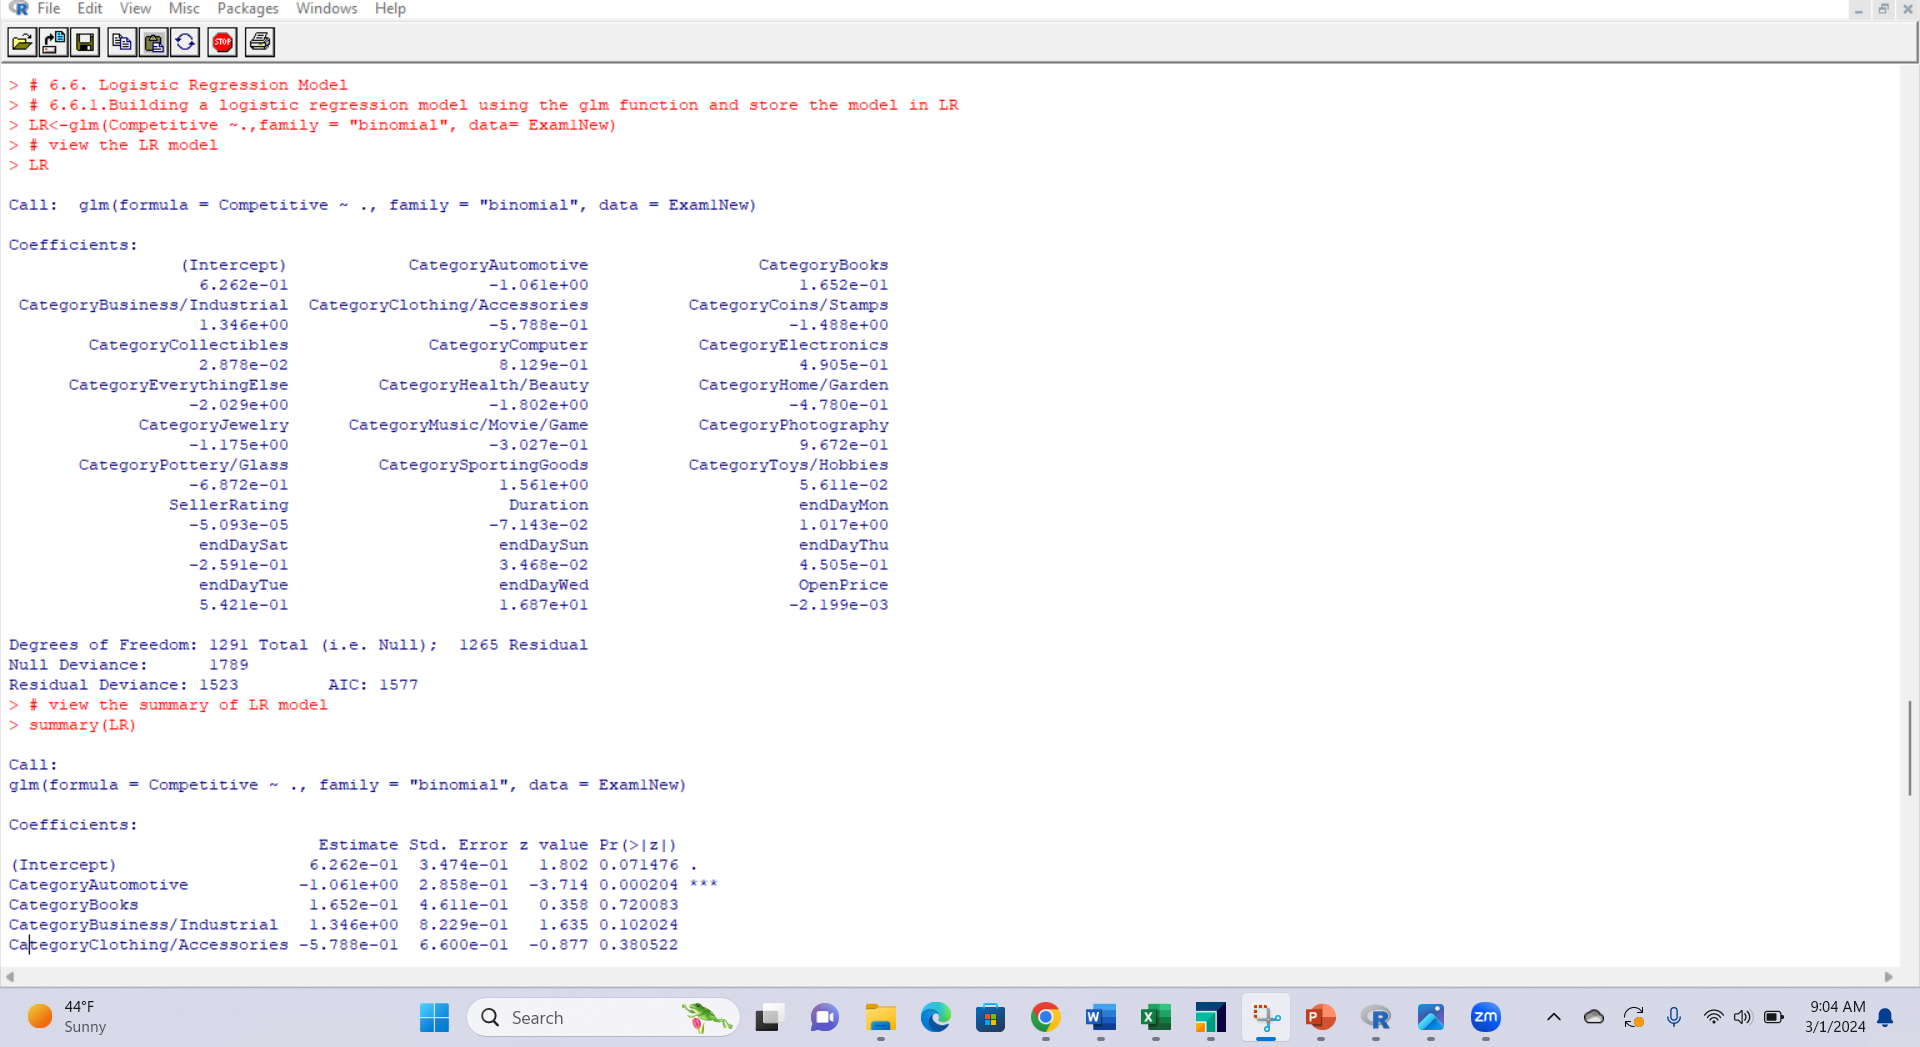 File Edit View Misc Packages Windows Help
STOP
> # 6.6. Logistic Regression Model
> # 6.6.1.Building a logistic regression model using the glm function and store the model in LR
> LR<-glm(Competitive ~.,family = "binomial", data= Exam1New)
> # view the LR model
> LR
Call:  glm(formula = Competitive ~ ., family = "binomial", data = Exam1New)
Coefficients:
(Intercept) CategoryAutomotive CategoryBooks
6.262e-01 -1.061e+00 1.652e-01
CategoryBusiness/Industrial CategoryClothing/Accessories CategoryCoins/Stamps
1.346e+00 -5.788e-01 -1.488e+00
CategoryCollectibles CategoryComputer CategoryElectronics
2.878e-02 8.129e-01 4.905e-01
CategoryEverythingElse CategoryHealth/Beauty CategoryHome/Garden
-2.029e+00 -1.802e+00 -4.780e-01
CategoryJewelry CategoryMusic/Movie/Game CategoryPhotography
-1.175e+00 -3.027e-01 9.672e-01
CategoryPottery/Glass CategorySportingGoods CategoryToys/Hobbies
-6.872e-01 1.561e+00 5.611e-02
SellerRating Duration endDayMon
-5.093e-05 -7.143e-02 1.017e+00
endDaySat endDaySun endDayThu
-2.591e-01 3.468e-02 4.505e-01
endDayTue endDayWed OpenPrice
5.421e-01 1.687e+01 -2.199e-03
Degrees of Freedom: 1291 Total (i.e. Null);  1265 Residual
Null Deviance: 1789
Residual Deviance: 1523 AIC: 1577
> # view the summary of LR model
> summary(LR)
Call:
glm(formula = Competitive ~ ., family = "binomial", data = Exam1New)
Coefficients:
Estimate Std. Error z value Pr(>|z|)
(Intercept) 6.262e-01 3.474e-01 1.802 0.071476 .
CategoryAutomotive -1.061e+00 2.858e-01 -3.714 0.000204 ***
CategoryBooks 1.652e-01 4.611e-01 0.358 0.720083
CategoryBusiness/Industrial 1.346e+00 8.229e-01 1.635 0.102024
CategoryClothing/Accessories -5.788e-01 6.600e-01 -0.877 0.380522
44°F
Sunny
Search
zm
9:04 AM
3/1/2024